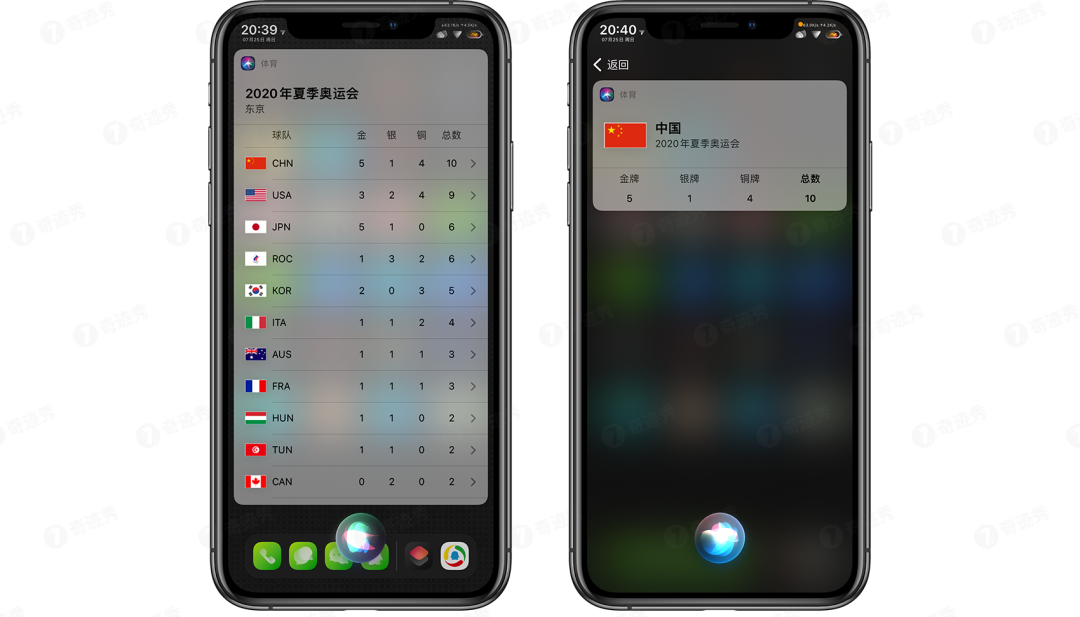 20:39
07月25日 周日
体育
2020年夏季奥运会
东京
球队 金 银 铜 总数
CHN 5 1 4 10
USA 3 2 4 9
JPN 5 1 0 6
ROC 1 3 2 6
KOR 2 0 3 5
ITA 1 1 2 4
AUS 1 1 1 3
FRA 1 1 1 3
HUN 1 1 0 2
TUN 1 1 0 2
CAN 0 2 0 2
20:40
07月25日 周日
返回
体育
中国
2020年夏季奥运会
金牌 银牌 铜牌 总数
5 1 4 10
奇迹秀